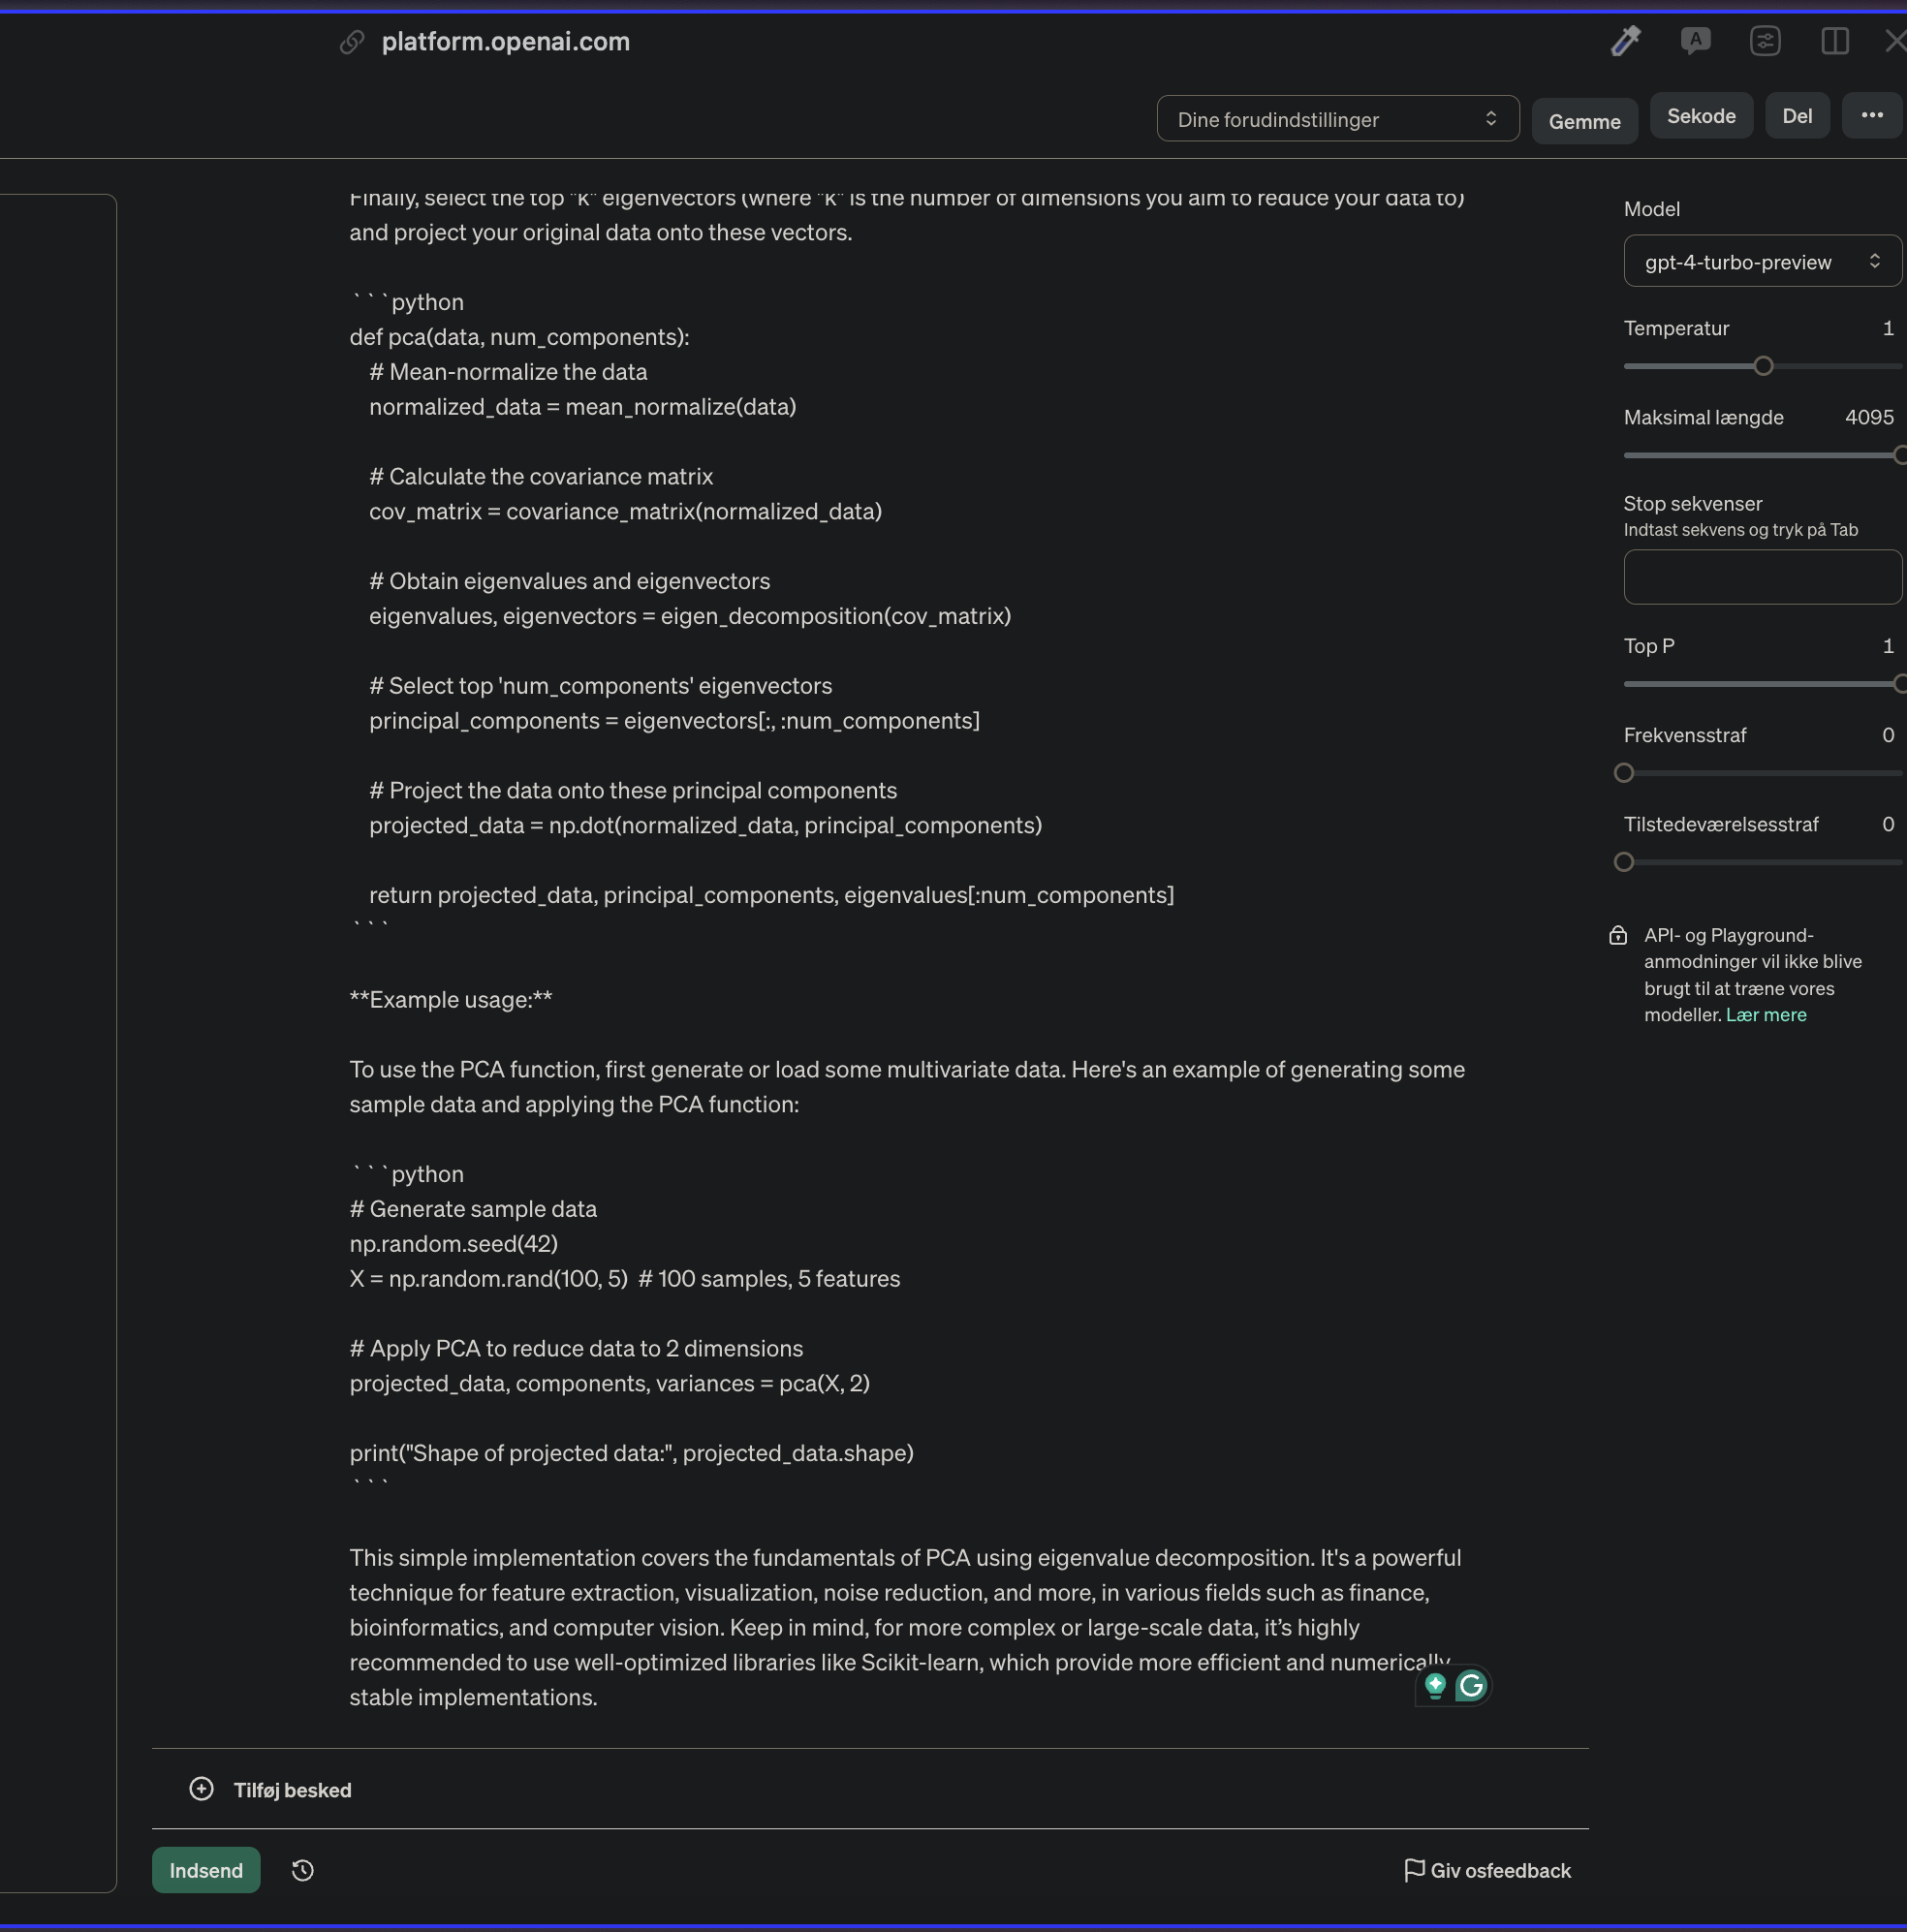 platform.openai.com
A
Dine forudindstillinger
Gemme
Sekode
Del
Finally, select the top "k" eigenvectors (where "k" is the number of dimensions you aim to reduce your data to)
and project your original data onto these vectors.
```python
def pca(data, num_components):
    # Mean-normalize the data
    normalized_data = mean_normalize(data)
    # Calculate the covariance matrix
    cov_matrix = covariance_matrix(normalized_data)
    # Obtain eigenvalues and eigenvectors
    eigenvalues, eigenvectors = eigen_decomposition(cov_matrix)
    # Select top 'num_components' eigenvectors
    principal_components = eigenvectors[:, :num_components]
    # Project the data onto these principal components
    projected_data = np.dot(normalized_data, principal_components)
    return projected_data, principal_components, eigenvalues[:num_components]
```
**Example usage:**
To use the PCA function, first generate or load some multivariate data. Here's an example of generating some
sample data and applying the PCA function:
```python
# Generate sample data
np.random.seed(42)
X = np.random.rand(100, 5)  # 100 samples, 5 features
# Apply PCA to reduce data to 2 dimensions
projected_data, components, variances = pca(X, 2)
print("Shape of projected data:", projected_data.shape)
```
This simple implementation covers the fundamentals of PCA using eigenvalue decomposition. It's a powerful
technique for feature extraction, visualization, noise reduction, and more, in various fields such as finance,
bioinformatics, and computer vision. Keep in mind, for more complex or large-scale data, it’s highly
recommended to use well-optimized libraries like Scikit-learn, which provide more efficient and numerically
stable implementations.
Tilføj besked
Indsend
Giv osfeedback
Model
gpt-4-turbo-preview
Temperatur 1
Maksimal længde 4095
Stop sekvenser
Indtast sekvens og tryk på Tab
Top P 1
Frekvensstraf 0
Tilstedeværelsesstraf 0
API- og Playground-
anmodninger vil ikke blive
brugt til at træne vores
modeller. Lær mere